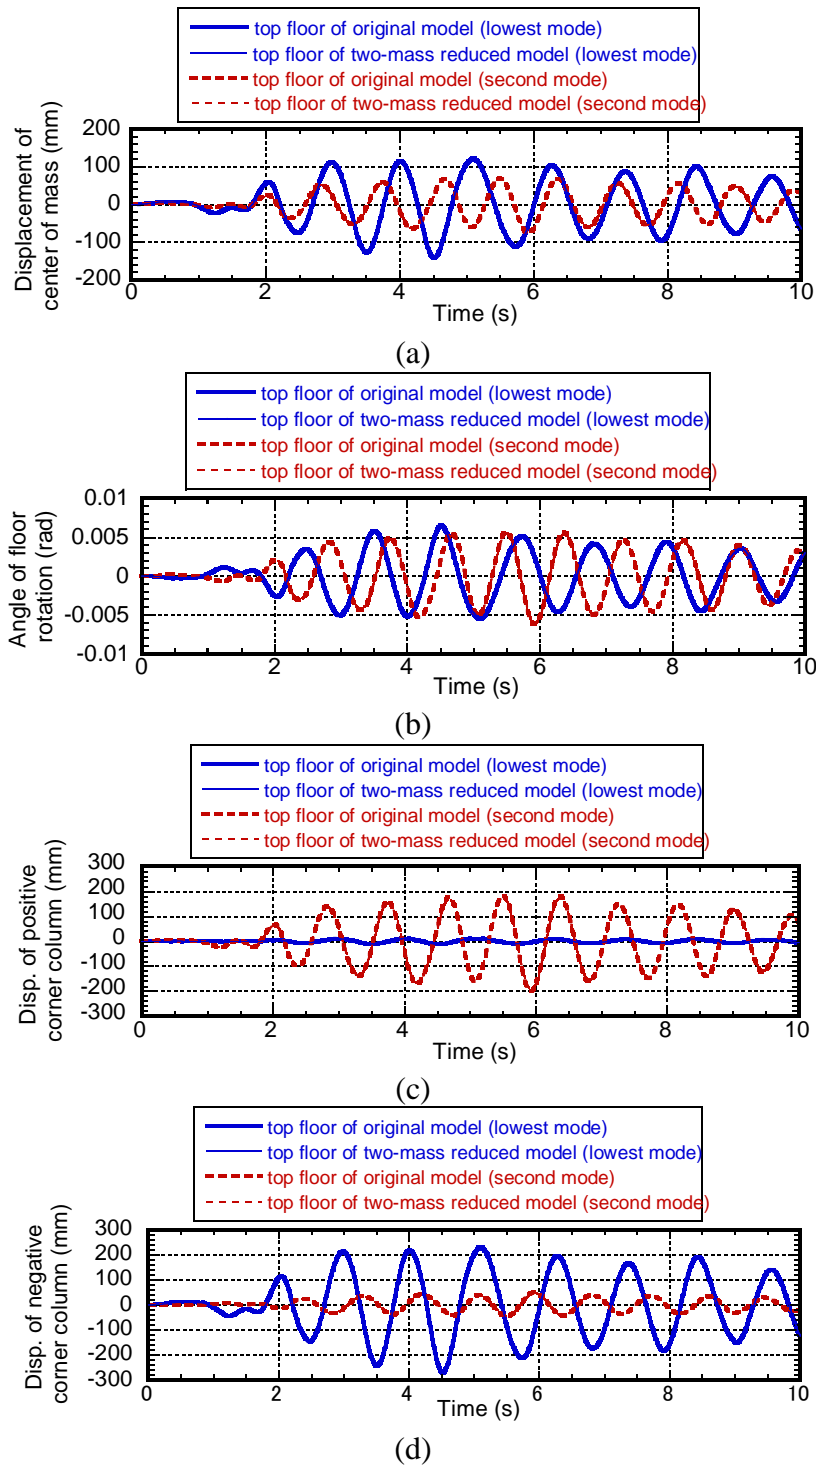 top floor of original model (lowest mode)
top floor of two-mass reduced model (lowest mode)
top floor of original model (second mode)
top floor of two-mass reduced model (second mode)
Displacement of
center of mass (mm)
200
100
0
-100
-200
0 2 4 6 8 10
Time (s)
(a)
top floor of original model (lowest mode)
top floor of two-mass reduced model (lowest mode)
top floor of original model (second mode)
top floor of two-mass reduced model (second mode)
Angle of floor
rotation (rad)
0.01
0.005
0
-0.005
-0.01
0 2 4 6 8 10
Time (s)
(b)
top floor of original model (lowest mode)
top floor of two-mass reduced model (lowest mode)
top floor of original model (second mode)
top floor of two-mass reduced model (second mode)
Disp. of positive
corner column (mm)
300
200
100
0
-100
-200
-300
0 2 4 6 8 10
Time (s)
(c)
top floor of original model (lowest mode)
top floor of two-mass reduced model (lowest mode)
top floor of original model (second mode)
top floor of two-mass reduced model (second mode)
Disp. of negative
corner column (mm)
300
200
100
0
-100
-200
-300
0 2 4 6 8 10
Time (s)
(d)